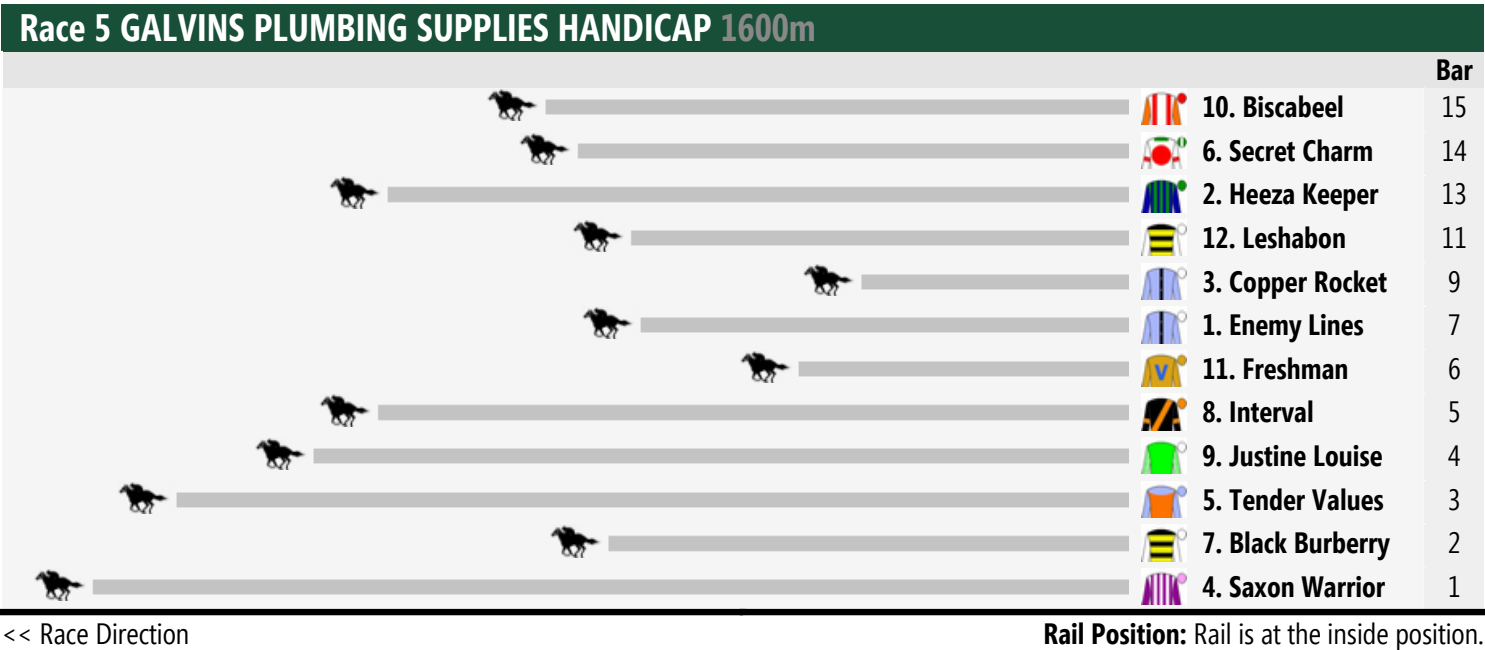 Race 5 GALVINS PLUMBING SUPPLIES HANDICAP 1600m
Bar
10. Biscabeel 15
6. Secret Charm 14
2. Heeza Keeper 13
12. Leshabon 11
3. Copper Rocket 9
1. Enemy Lines 7
V 11. Freshman 6
8. Interval 5
9. Justine Louise 4
5. Tender Values 3
7. Black Burberry 2
4. Saxon Warrior 1
<< Race Direction Rail Position: Rail is at the inside position.